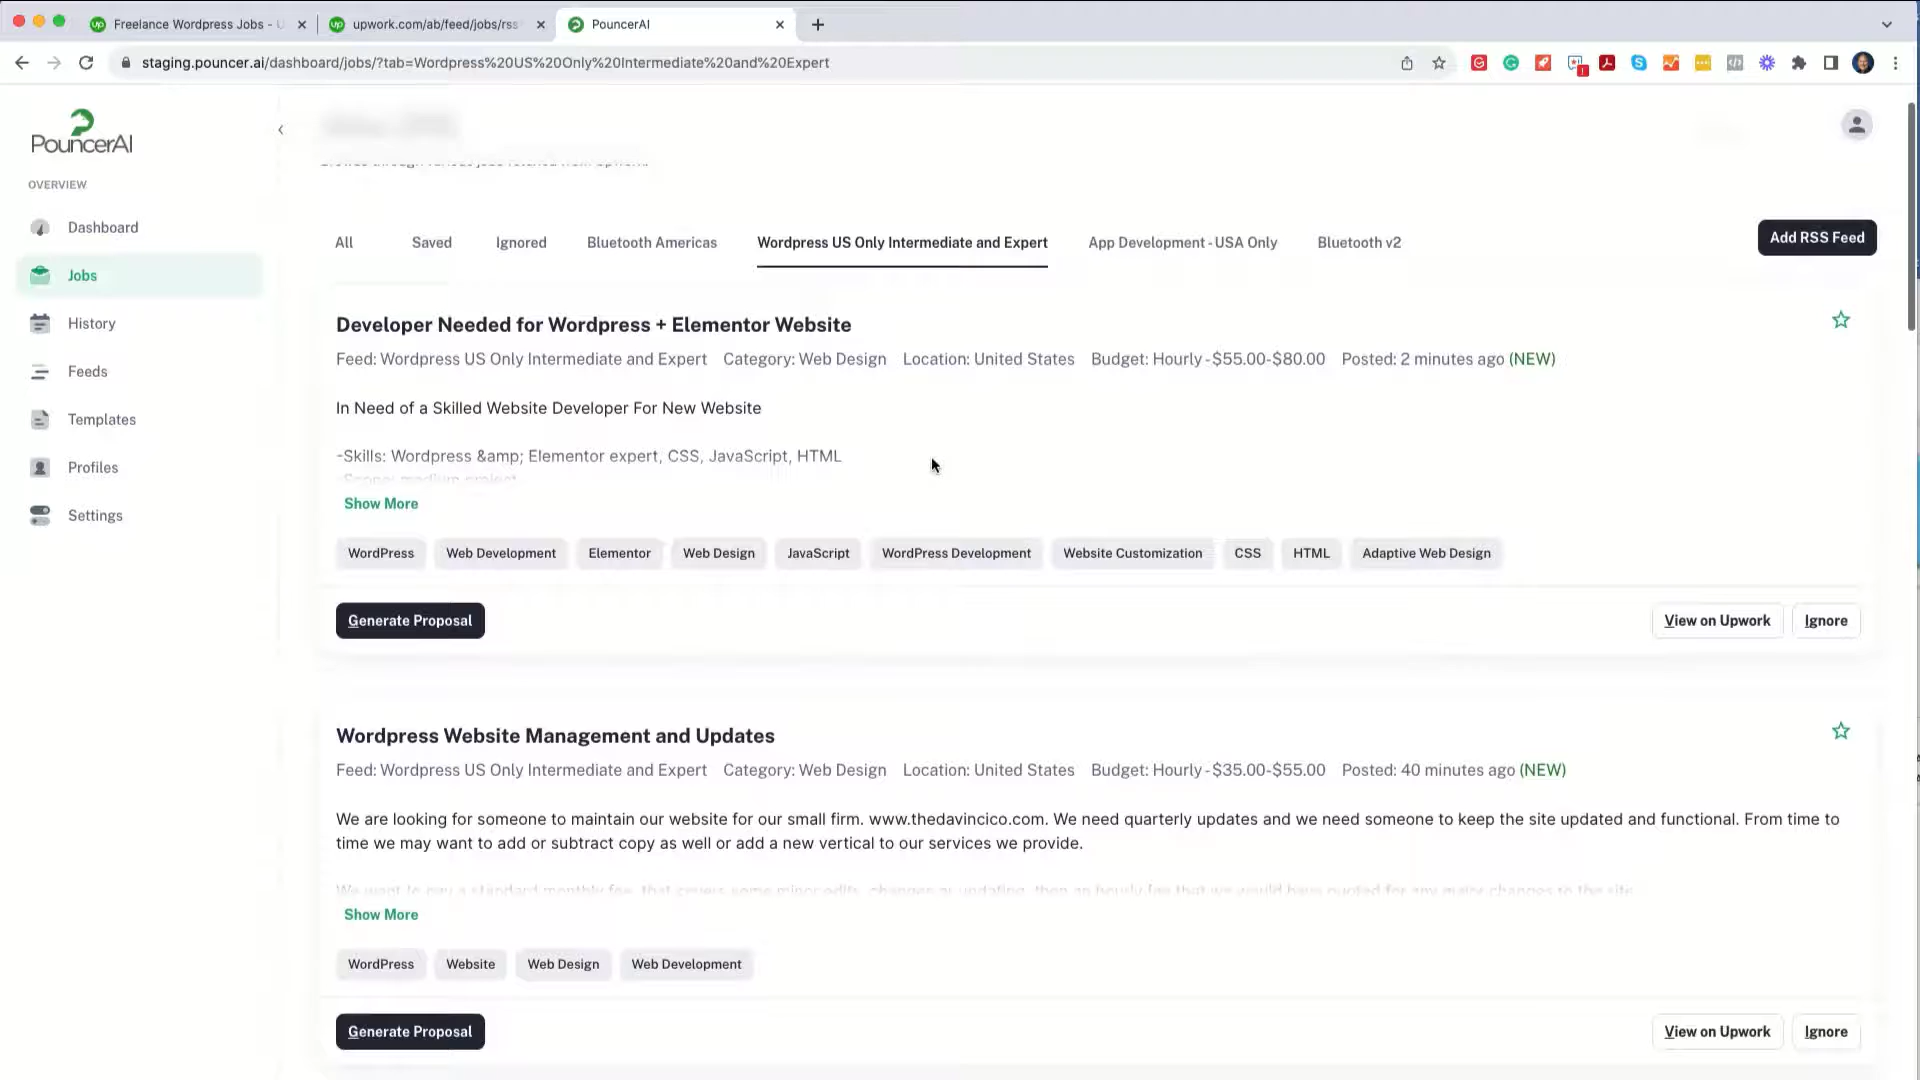 Freelance Wordpress Jobs - U
upwork.com/ab/feed/jobs/rss
PouncerAI
staging.pouncer.ai/dashboard/jobs/?tab=Wordpress%20US%20Only%20Intermediate%20and%20Expert
PouncerAI
OVERVIEW
Dashboard
Jobs
History
Feeds
Templates
Profiles
Settings
All Saved Ignored Bluetooth Americas Wordpress US Only Intermediate and Expert App Development - USA Only Bluetooth v2
Add RSS Feed
Developer Needed for Wordpress + Elementor Website
Feed: Wordpress US Only Intermediate and Expert Category: Web Design Location: United States Budget: Hourly - $55.00-$80.00 Posted: 2 minutes ago (NEW)
In Need of a Skilled Website Developer For New Website
-Skills: Wordpress &amp; Elementor expert, CSS, JavaScript, HTML
Show More
WordPress Web Development Elementor Web Design JavaScript WordPress Development Website Customization CSS HTML Adaptive Web Design
Generate Proposal
View on Upwork
Ignore
Wordpress Website Management and Updates
Feed: Wordpress US Only Intermediate and Expert Category: Web Design Location: United States Budget: Hourly - $35.00-$55.00 Posted: 40 minutes ago (NEW)
We are looking for someone to maintain our website for our small firm. www.thedavincico.com. We need quarterly updates and we need someone to keep the site updated and functional. From time to
time we may want to add or subtract copy as well or add a new vertical to our services we provide.
Show More
WordPress Website Web Design Web Development
Generate Proposal
View on Upwork
Ignore